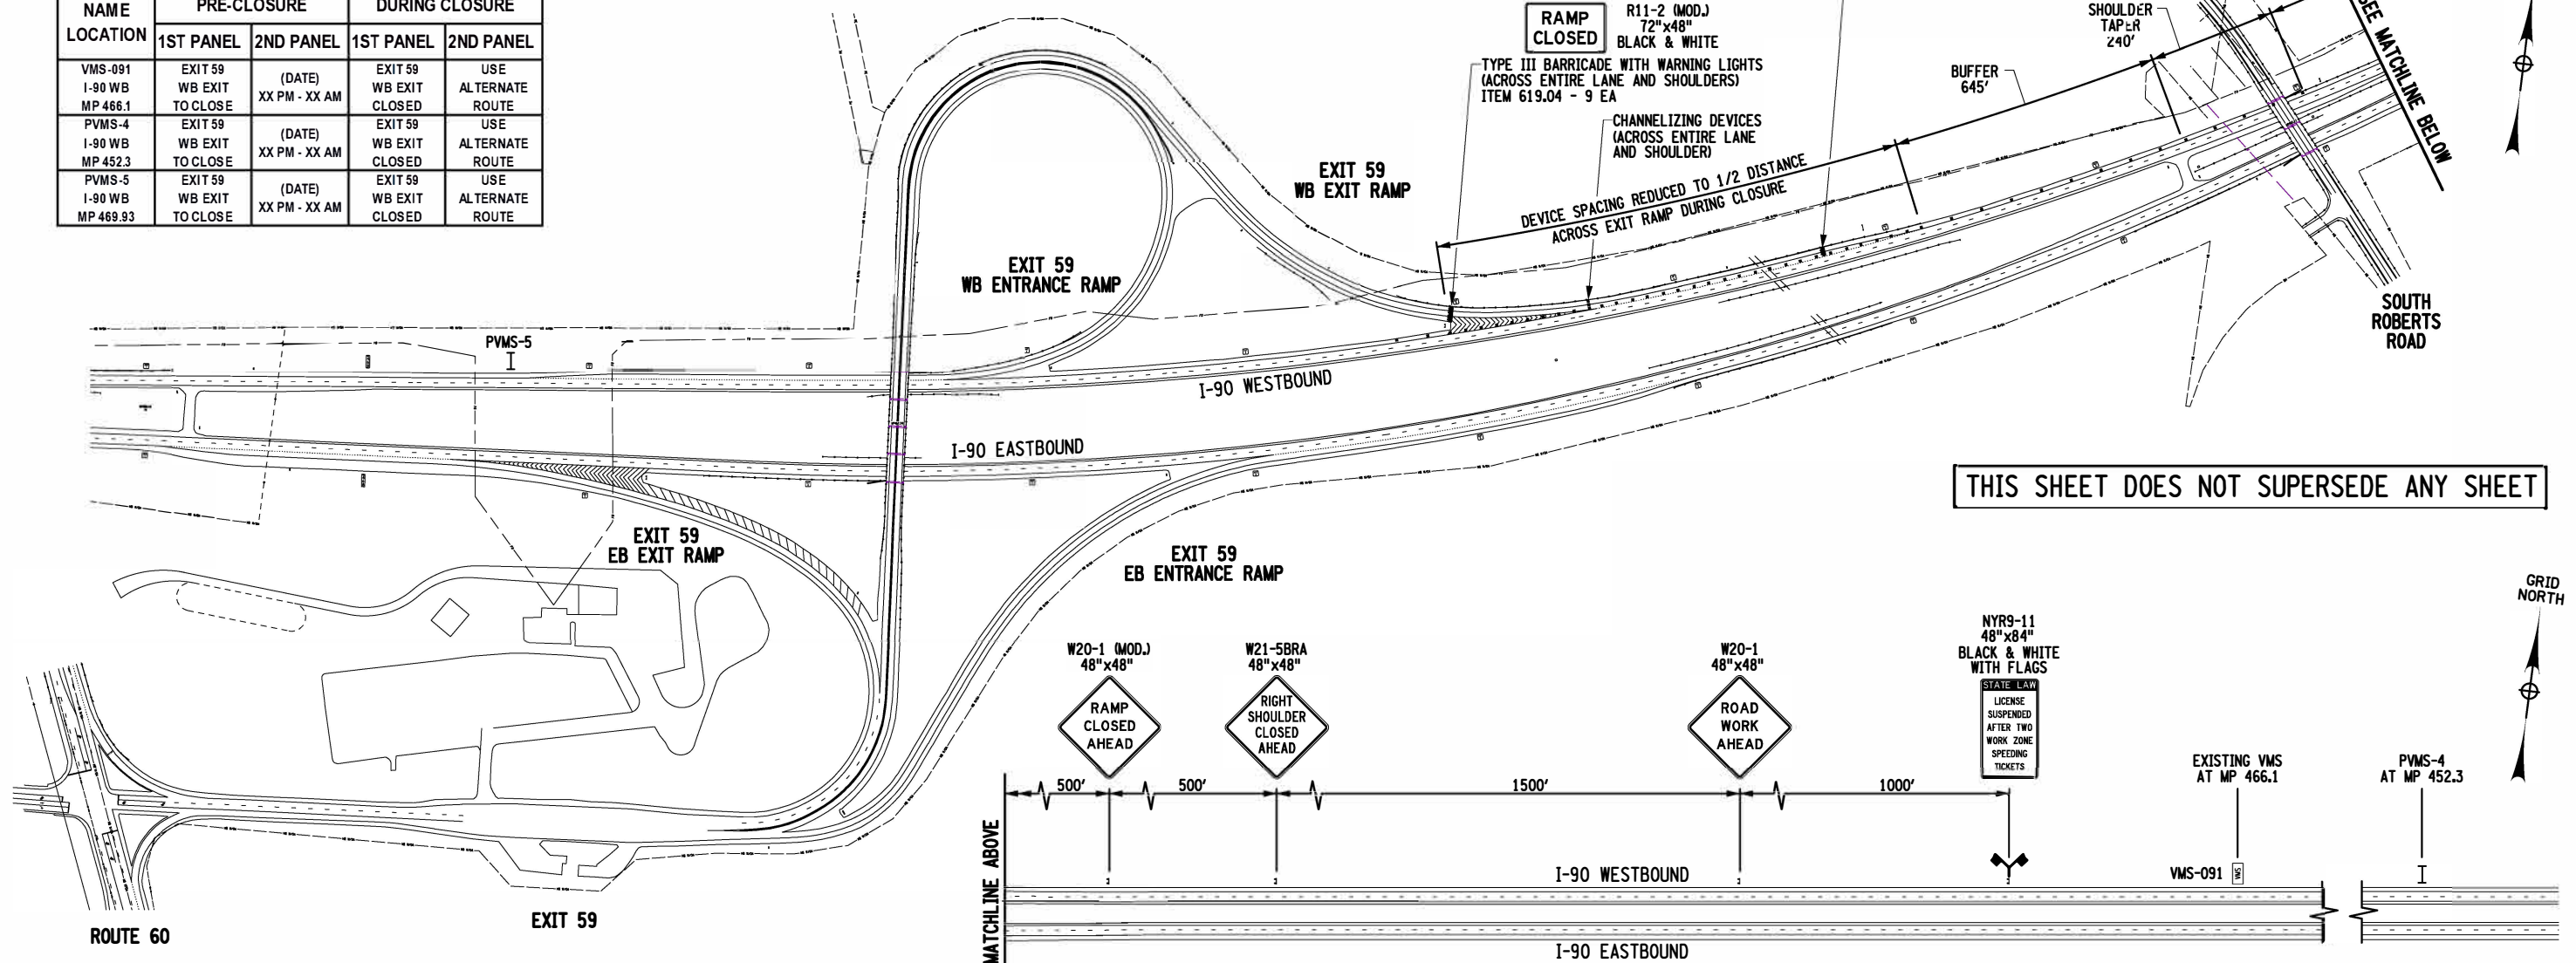 NAME
LOCATION
PRE-CLOSURE
DURING CLOSURE
1ST PANEL
2ND PANEL
1ST PANEL
2ND PANEL
VMS-091
I-90 WB
MP 466.1
EXIT 59
WB EXIT
TO CLOSE
(DATE)
XX PM - XX AM
EXIT 59
WB EXIT
CLOSED
USE
ALTERNATE
ROUTE
PVMS-4
I-90 WB
MP 452.3
EXIT 59
WB EXIT
TO CLOSE
(DATE)
XX PM - XX AM
EXIT 59
WB EXIT
CLOSED
USE
ALTERNATE
ROUTE
PVMS-5
I-90 WB
MP 469.93
EXIT 59
WB EXIT
TO CLOSE
(DATE)
XX PM - XX AM
EXIT 59
WB EXIT
CLOSED
USE
ALTERNATE
ROUTE
RAMP
CLOSED
R11-2 (MOD.)
72"x48"
BLACK & WHITE
TYPE III BARRICADE WITH WARNING LIGHTS
(ACROSS ENTIRE LANE AND SHOULDERS)
ITEM 619.04 - 9 EA
CHANNELIZING DEVICES
(ACROSS ENTIRE LANE
AND SHOULDER)
SHOULDER
TAPER
240'
BUFFER
645'
SEE MATCHLINE BELOW
DEVICE SPACING REDUCED TO 1/2 DISTANCE
ACROSS EXIT RAMP DURING CLOSURE
EXIT 59
WB EXIT RAMP
EXIT 59
WB ENTRANCE RAMP
SOUTH
ROBERTS
ROAD
PVMS-5
I-90 WESTBOUND
I-90 EASTBOUND
THIS SHEET DOES NOT SUPERSEDE ANY SHEET
EXIT 59
EB EXIT RAMP
EXIT 59
EB ENTRANCE RAMP
GRID
NORTH
W20-1 (MOD.)
48"x48"
RAMP
CLOSED
AHEAD
W21-5BRA
48"x48"
RIGHT
SHOULDER
CLOSED
AHEAD
W20-1
48"x48"
ROAD
WORK
AHEAD
NYR9-11
48"x84"
BLACK & WHITE
WITH FLAGS
STATE LAW
LICENSE
SUSPENDED
AFTER TWO
WORK ZONE
SPEEDING
TICKETS
EXISTING VMS
AT MP 466.1
PVMS-4
AT MP 452.3
500'
500'
1500'
1000'
MATCHLINE ABOVE
I-90 WESTBOUND
VMS-091
VMS
I-90 EASTBOUND
EXIT 59
ROUTE 60